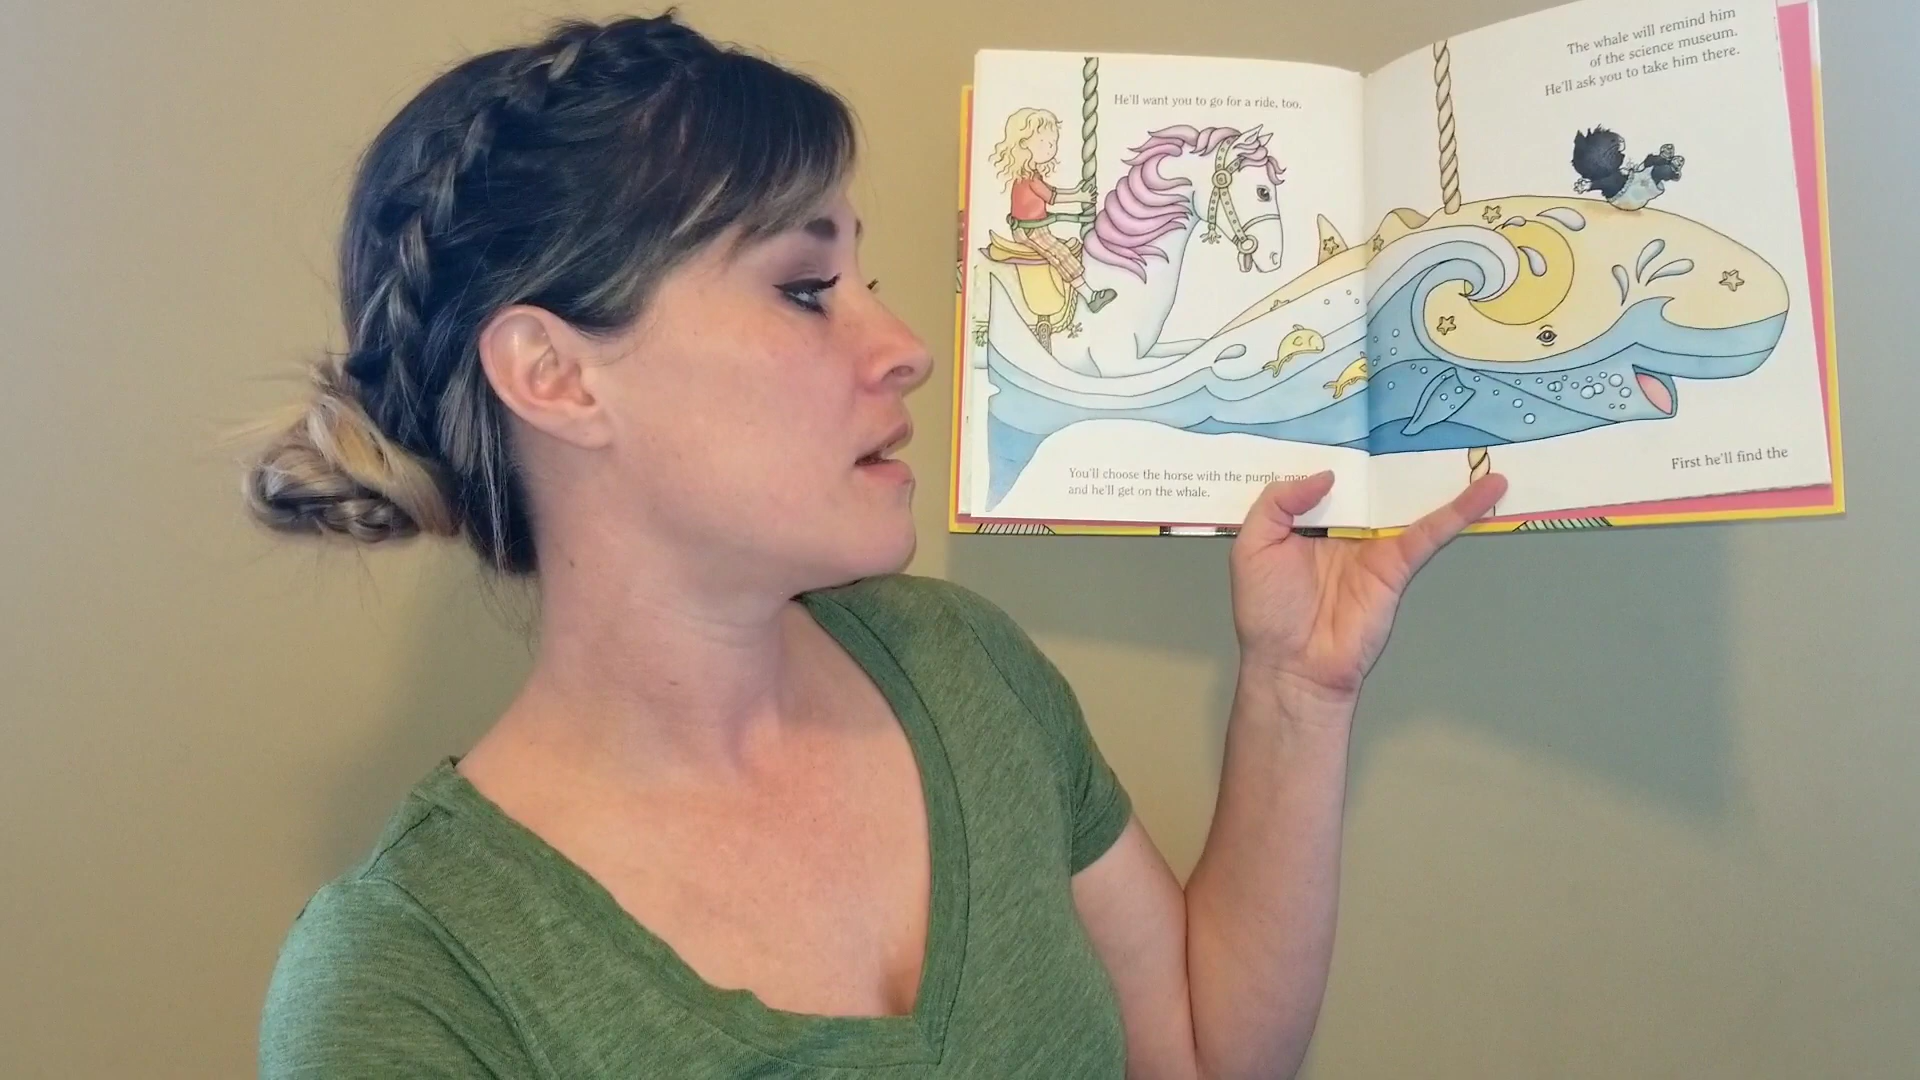 He'll want you to go for a ride, too.
You'll choose the horse with the purple
and he'll get on the whale.
The whale will remind him
of the science museum.
He'll ask you to take him there.
First he'll find the